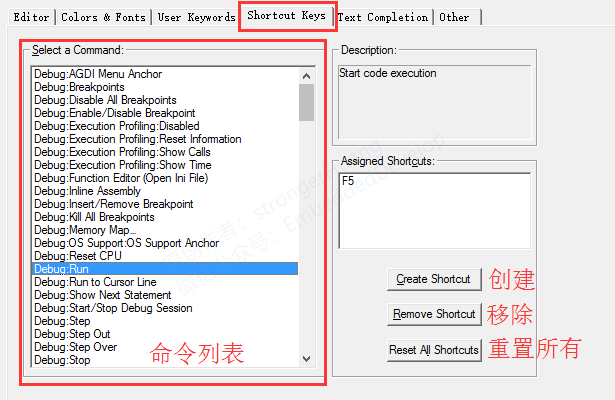 Editor
Colors & Fonts
User Keywords
Shortcut Keys
Text Completion
Other
Select a Command:
Debug:AGDI Menu Anchor
Debug:Breakpoints
Debug:Disable All Breakpoints
Debug:Enable/Disable Breakpoint
Debug:Execution Profiling:Disabled
Debug:Execution Profiling:Reset Information
Debug:Execution Profiling:Show Calls
Debug:Execution Profiling:Show Time
Debug:Function Editor (Open Ini File)
Debug:Inline Assembly
Debug:Insert/Remove Breakpoint
Debug:Kill All Breakpoints
Debug:Memory Map...
Debug:OS Support:OS Support Anchor
Debug:Reset CPU
Debug:Run
Debug:Run to Cursor Line
Debug:Show Next Statement
Debug:Start/Stop Debug Session
Debug:Step
Debug:Step Out
Debug:Step Over
Debug:Stop
命令列表
Description:
Start code execution
Assigned Shortcuts:
F5
Create Shortcut 创建
Remove Shortcut 移除
Reset All Shortcuts 重置所有